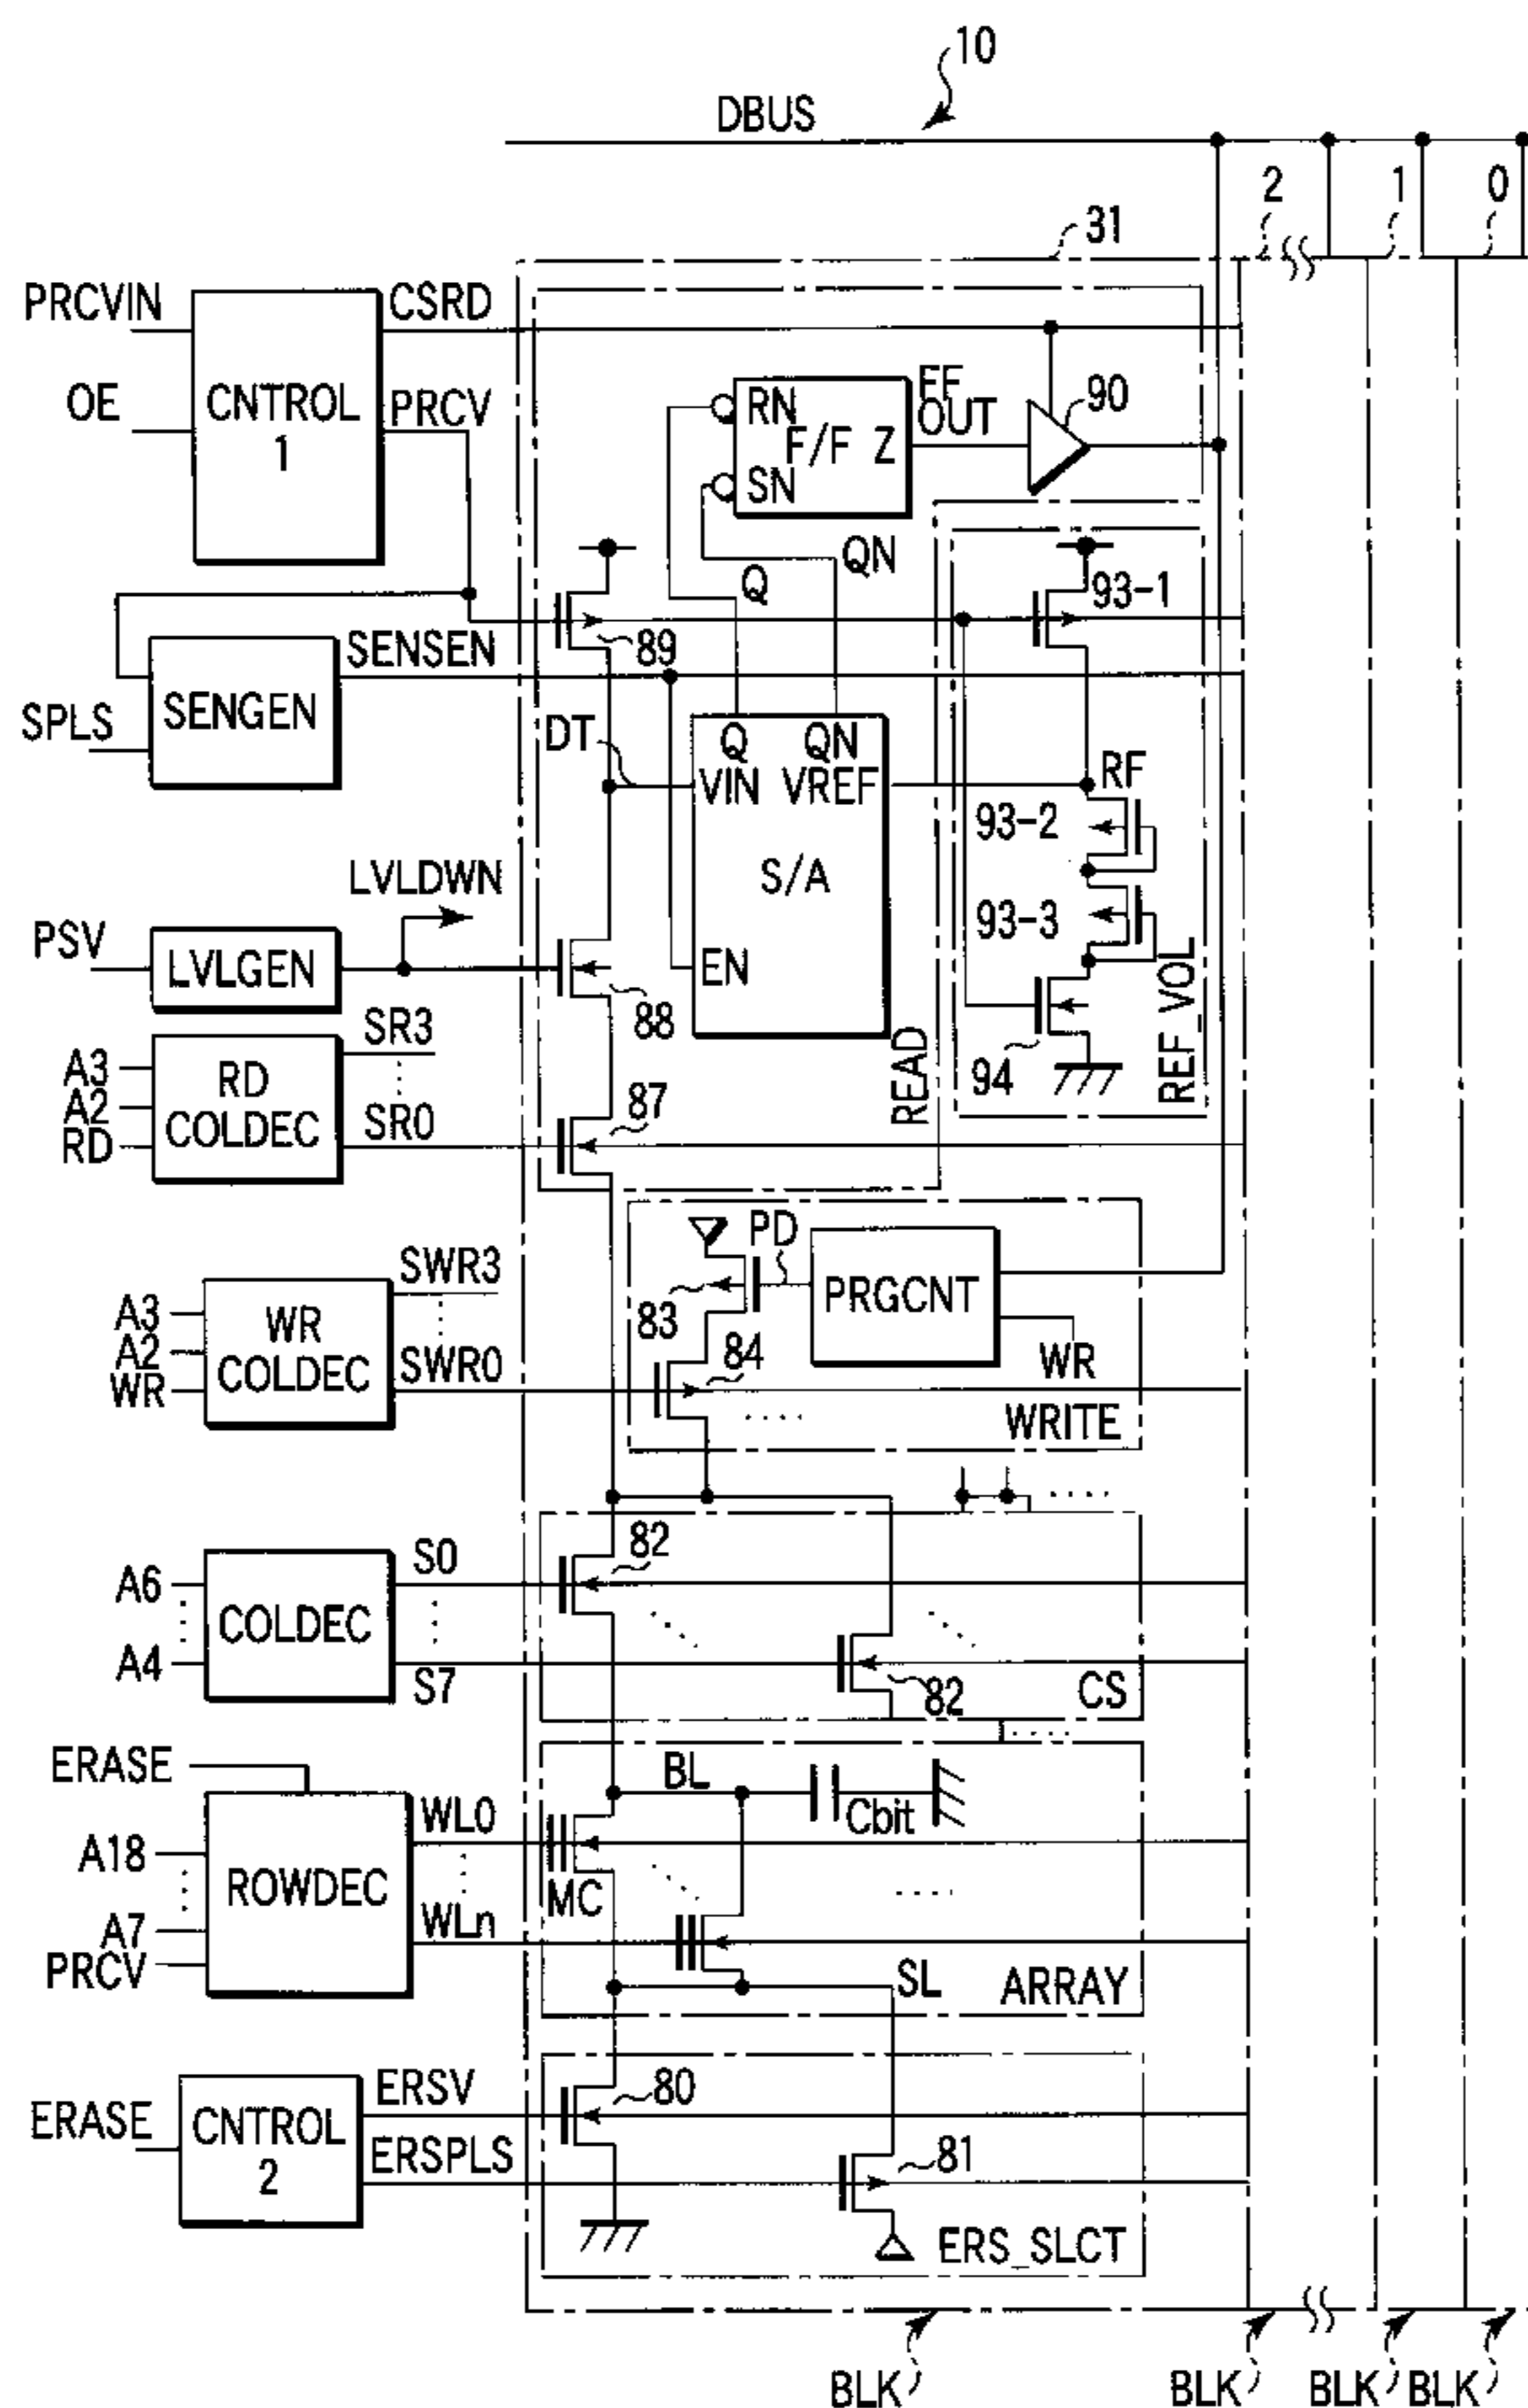 10
DBUS
2
1
0
31
PRCVIN
CSRD
OE
CNTROL
1
PRCV
RN
F/F Z
SN
FF
OUT
90
Q
QN
93-1
89
SENSEN
SENGEN
SPLS
DT
Q QN
VIN VREF
S/A
EN
RF
93-2
93-3
LVLDWN
PSV
LVLGEN
88
94
READ
REF_VOL
A3
A2
RD
RD
COLDEC
SR3
SR0
87
PD
PRGCNT
83
84
WR
WRITE
A3
A2
WR
WR
COLDEC
SWR3
SWR0
A6
A4
COLDEC
S0
S7
82
82
CS
ERASE
A18
A7
PRCV
ROWDEC
WL0
WLn
BL
Cbit
MC
SL
ARRAY
ERASE
CNTROL
2
ERSV
ERSPLS
80
81
ERS_SLCT
BLK
BLK
BLK
BLK